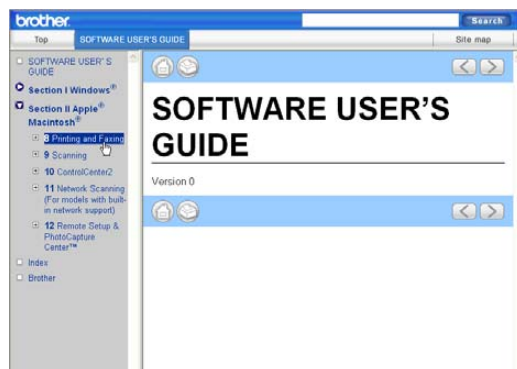 brother
Search
Top
SOFTWARE USER'S GUIDE
Site map
SOFTWARE USER'S
GUIDE
Section I Windows®
Section II Apple®
Macintosh®
8 Printing and Faxing
9 Scanning
10 ControlCenter2
11 Network Scanning
(For models with built-
in network support)
12 Remote Setup &
PhotoCapture
Center™
Index
Brother
SOFTWARE USER'S
GUIDE
Version 0